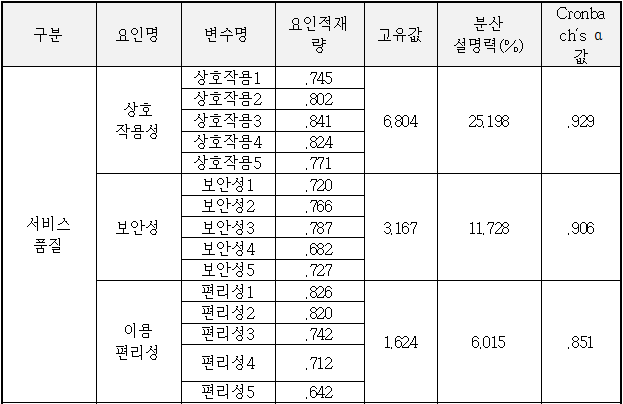 구분 요인명 변수명 요인적재량 고유값 분산 설명력(%) Cronbach's α 값
서비스 품질
상호 작용성 6.804 25.198 .929
상호작용1 .745
상호작용2 .802
상호작용3 .841
상호작용4 .824
상호작용5 .771
보안성 3.167 11.728 .906
보안성1 .720
보안성2 .766
보안성3 .787
보안성4 .682
보안성5 .727
이용 편리성 1.624 6.015 .851
편리성1 .826
편리성2 .820
편리성3 .742
편리성4 .712
편리성5 .642